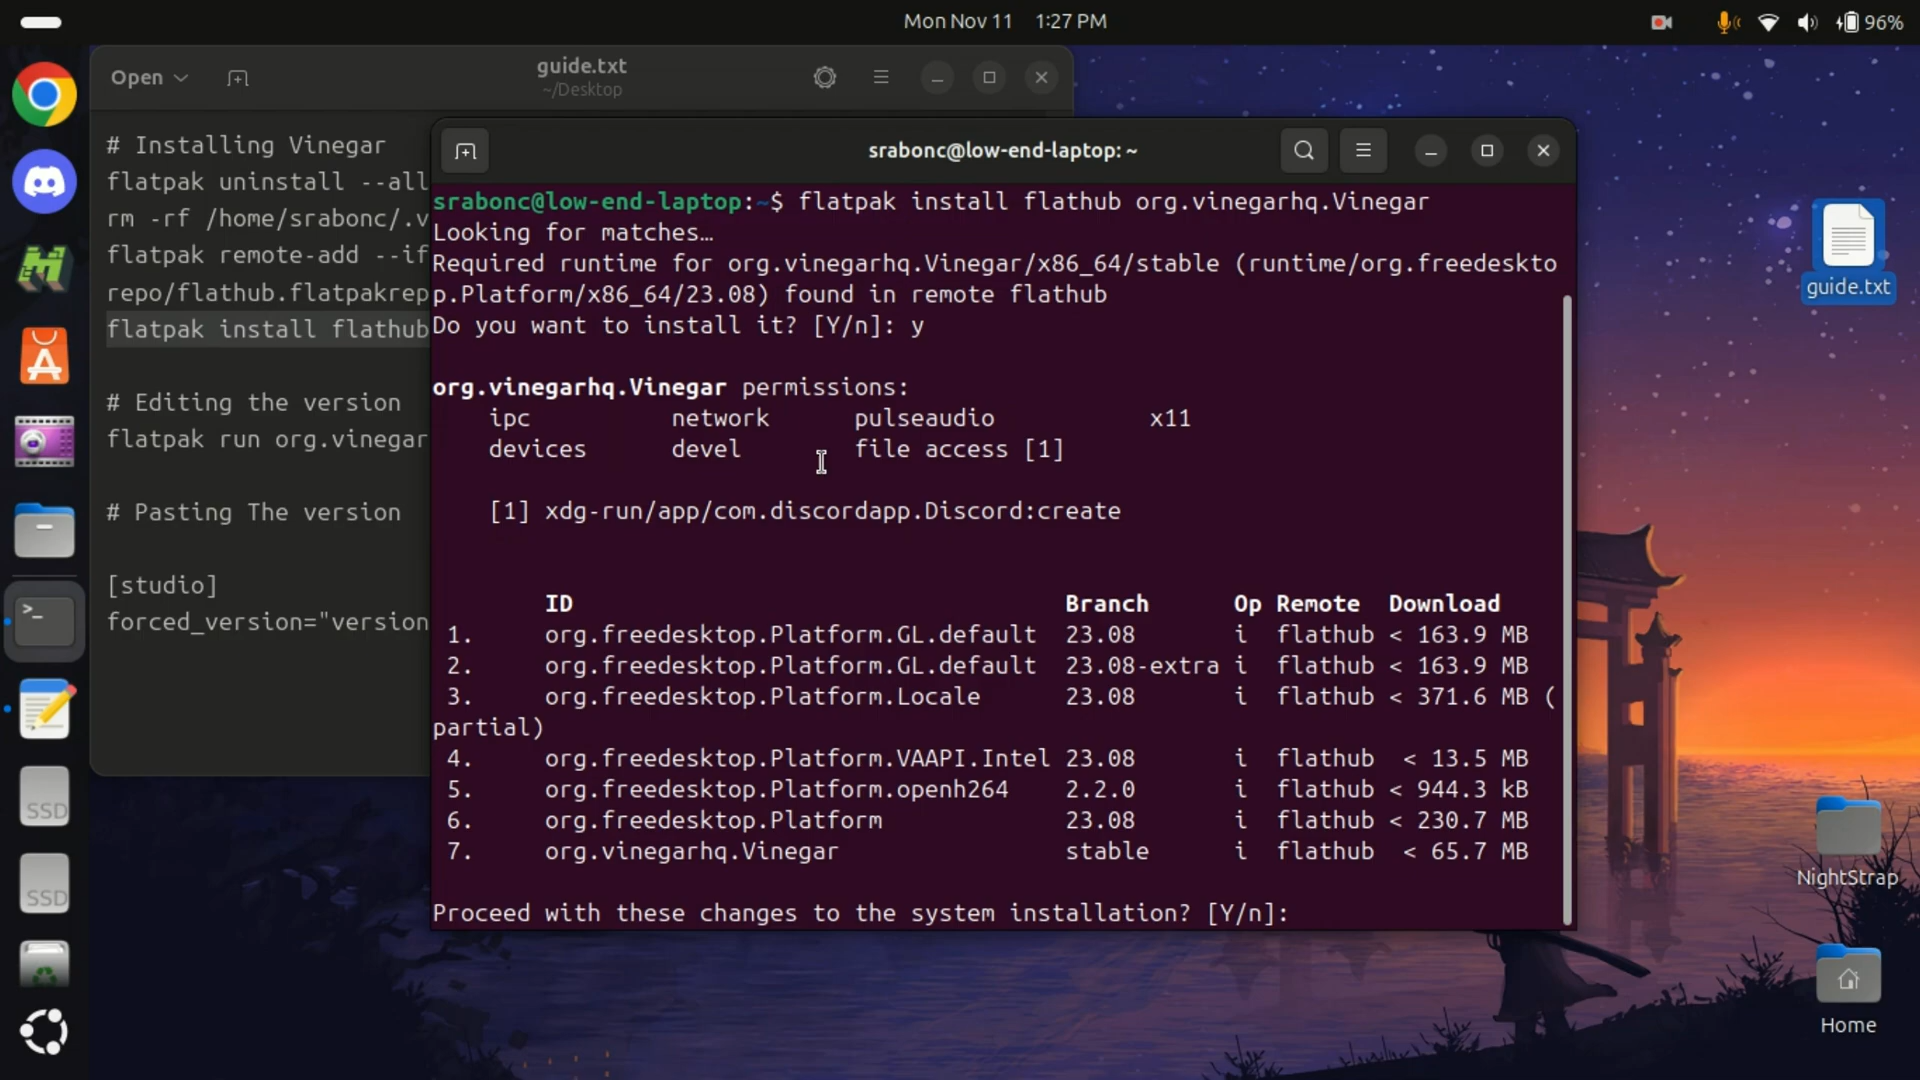 Mon Nov 11 1:27 PM
96%
Open
guide.txt
~/Desktop
# Installing Vinegar
flatpak uninstall --all
rm -rf /home/srabonc/.v
flatpak remote-add --if
repo/flathub.flatpakrep
flatpak install flathub
# Editing the version
flatpak run org.vinegar
# Pasting The version
[studio]
forced_version="version
srabonc@low-end-laptop: ~
srabonc@low-end-laptop:~$ flatpak install flathub org.vinegarhq.Vinegar
Looking for matches…
Required runtime for org.vinegarhq.Vinegar/x86_64/stable (runtime/org.freedeskto
p.Platform/x86_64/23.08) found in remote flathub
Do you want to install it? [Y/n]: y
org.vinegarhq.Vinegar permissions:
ipc network pulseaudio x11
devices devel file access [1]
[1] xdg-run/app/com.discordapp.Discord:create
ID Branch Op Remote Download
1. org.freedesktop.Platform.GL.default 23.08 i flathub < 163.9 MB
2. org.freedesktop.Platform.GL.default 23.08-extra i flathub < 163.9 MB
3. org.freedesktop.Platform.Locale 23.08 i flathub < 371.6 MB (
partial)
4. org.freedesktop.Platform.VAAPI.Intel 23.08 i flathub < 13.5 MB
5. org.freedesktop.Platform.openh264 2.2.0 i flathub < 944.3 kB
6. org.freedesktop.Platform 23.08 i flathub < 230.7 MB
7. org.vinegarhq.Vinegar stable i flathub < 65.7 MB
Proceed with these changes to the system installation? [Y/n]:
SSD
SSD
guide.txt
NightStrap
Home